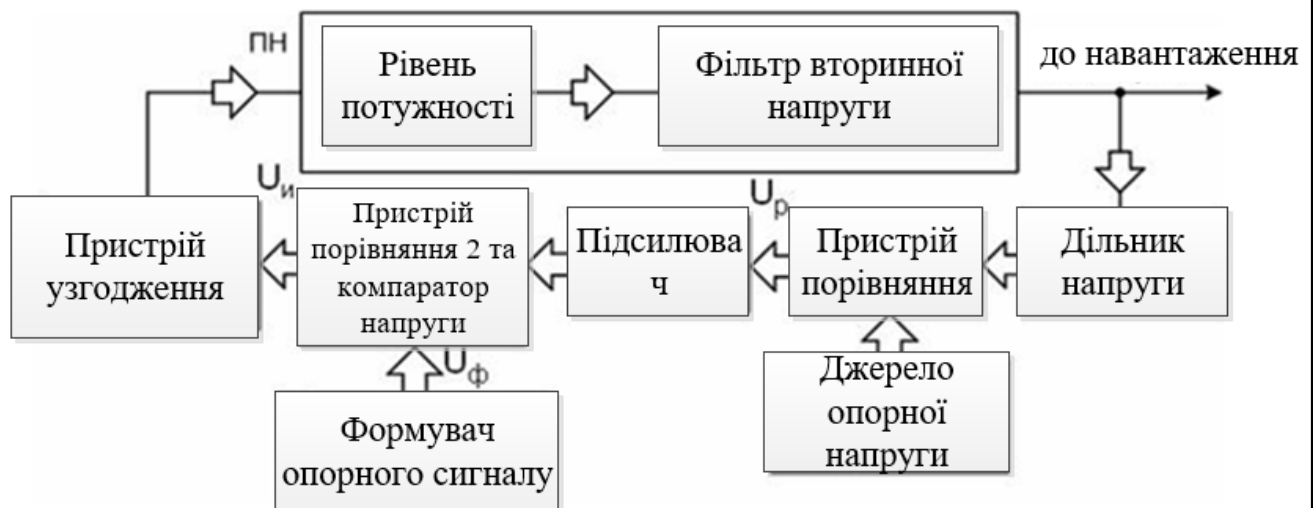 ПН
Рівень
потужності
Фільтр вторинної
напруги
до навантаження
Uи
Uр
Пристрій
узгодження
Пристрій
порівняння 2 та
компаратор
напруги
Підсилюва
ч
Пристрій
порівняння
Дільник
напруги
Uф
Формувач
опорного сигналу
Джерело
опорної
напруги